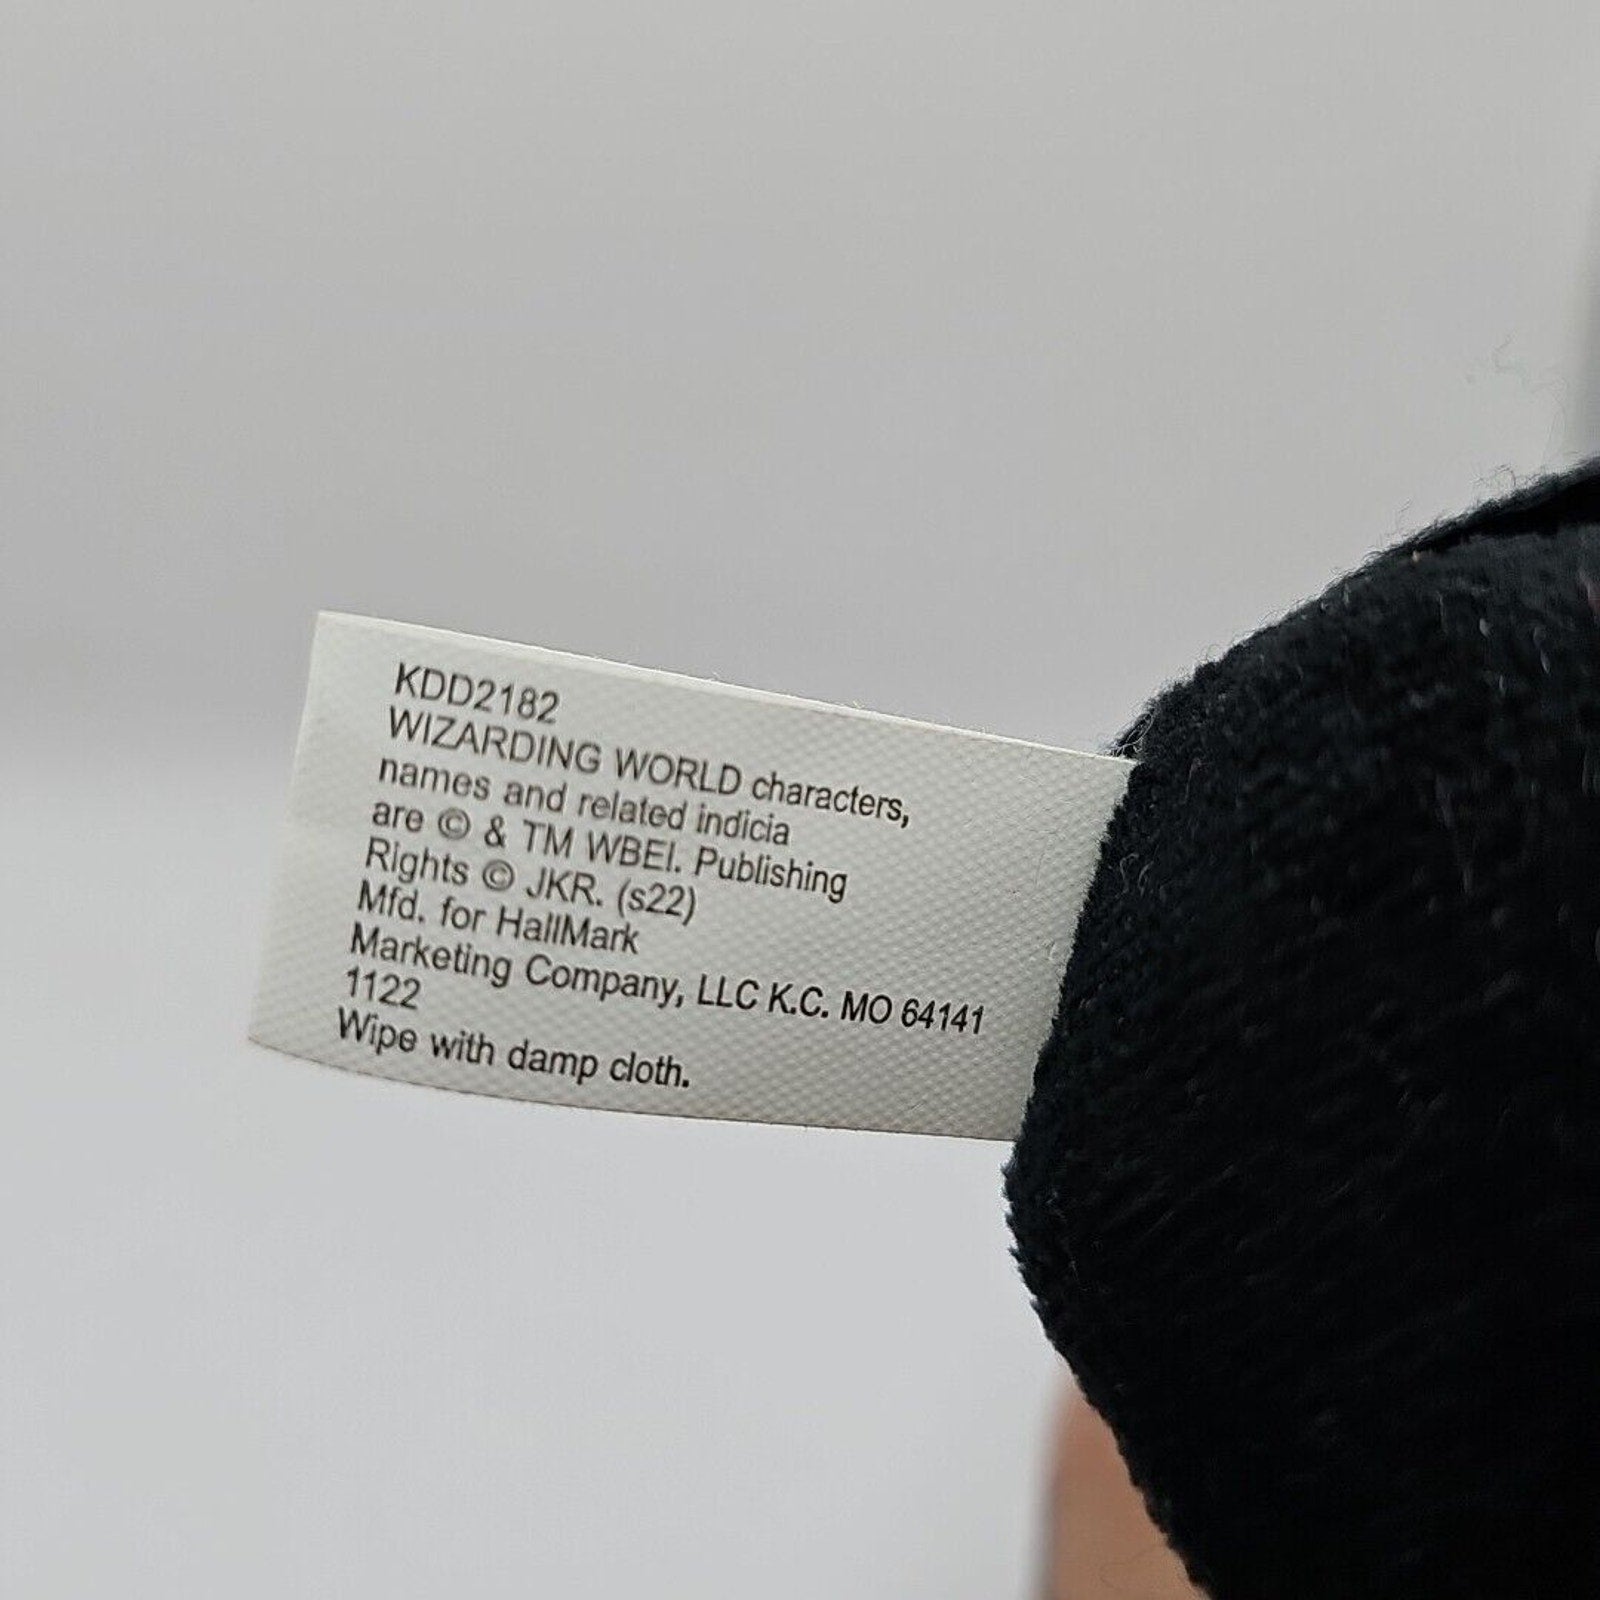 KDD2182
WIZARDING WORLD characters,
names and related indicia
are © & TM WBEI. Publishing
Rights © JKR. (s22)
Mfd. for HallMark
Marketing Company, LLC K.C. MO 64141
1122
Wipe with damp cloth.